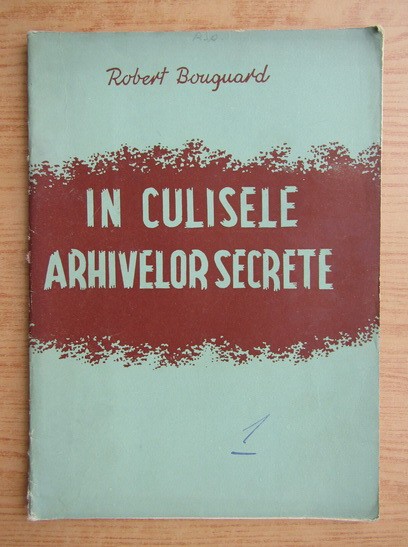 Robert Bouguard
IN CULISELE
ARHIVELOR SECRETE
1